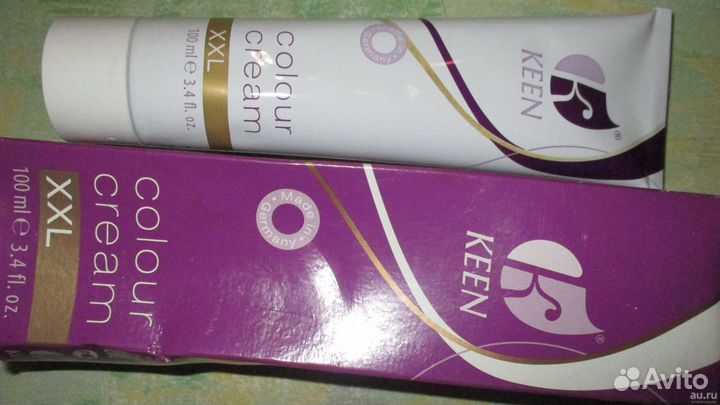 colour
cream
XXL
100 ml e 3.4 fl. oz.
Made in
Germany
KEEN
®
colour
cream
XXL
100 ml e 3.4 fl. oz.
Made in
Germany
KEEN
®
Avito
au.ru